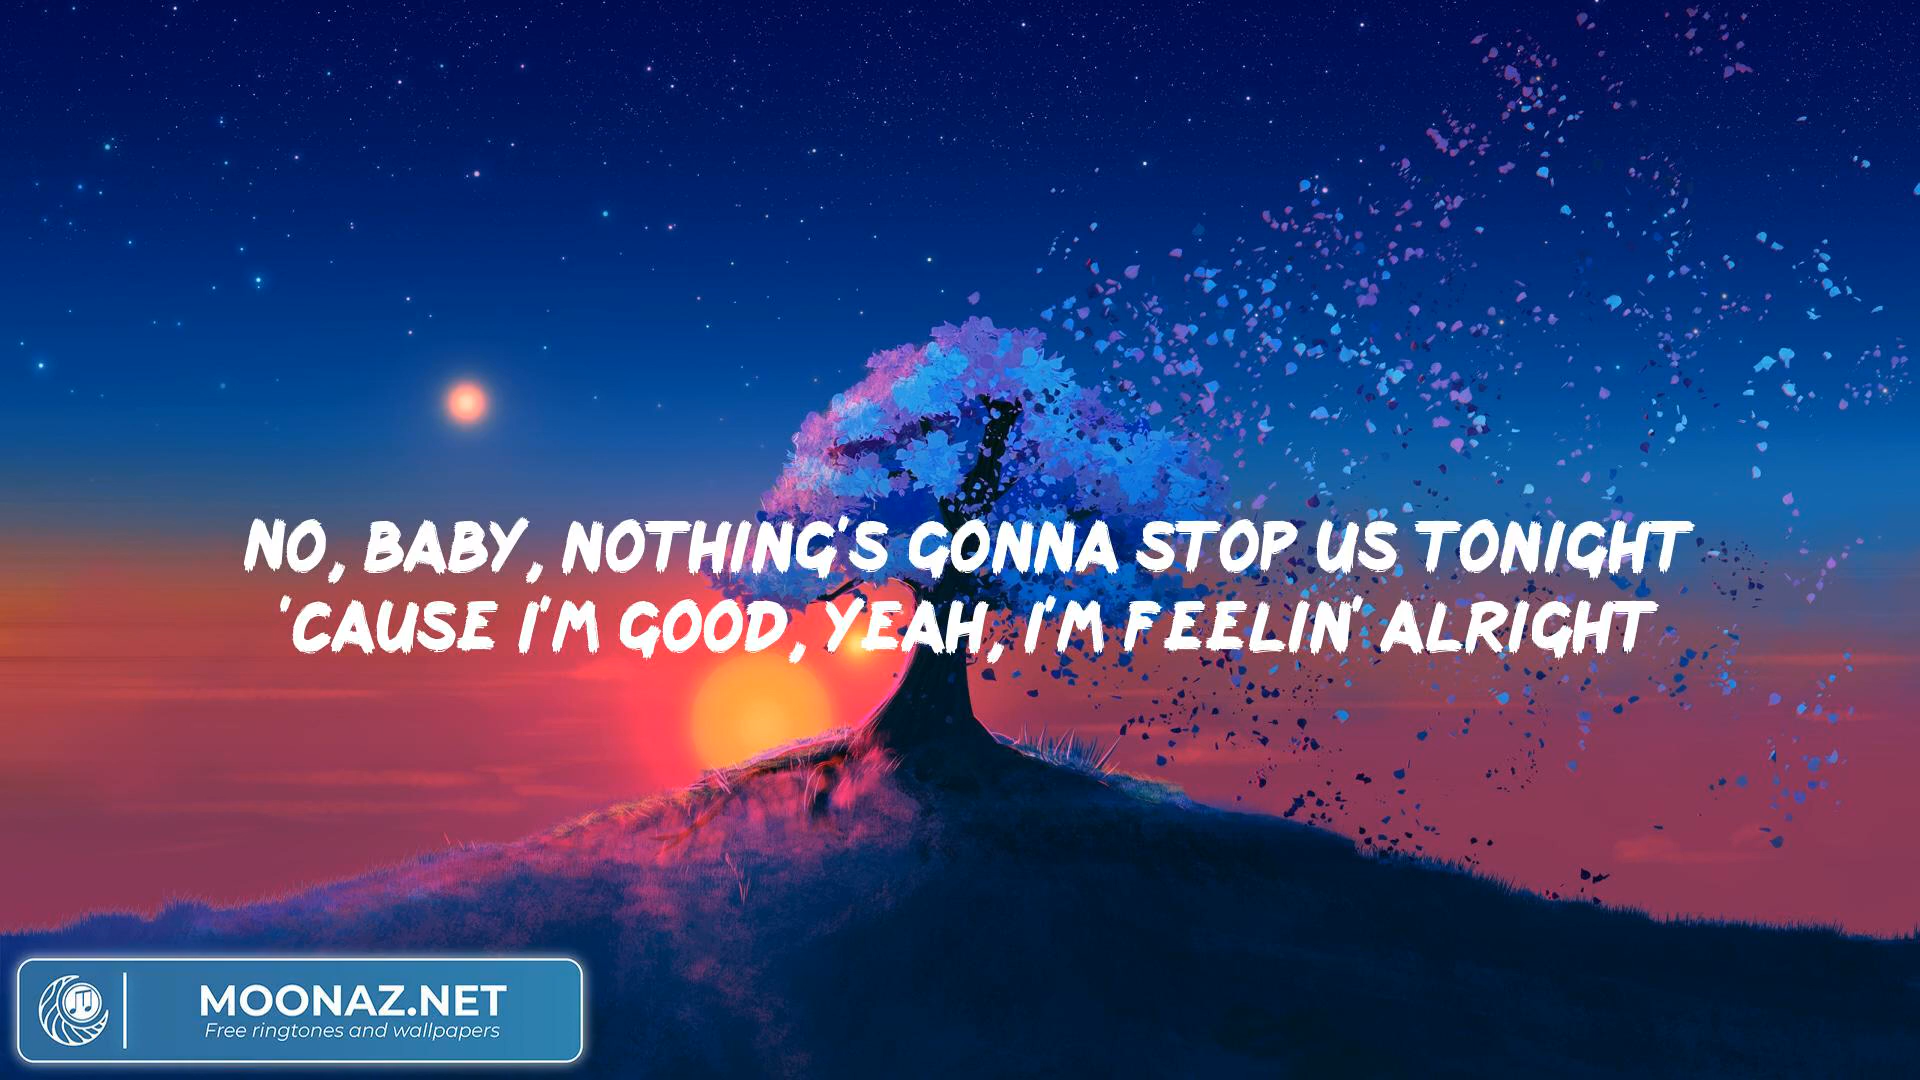 NO, BABY, NOTHING'S GONNA STOP US TONIGHT
'CAUSE I'M GOOD, YEAH, I'M FEELIN' ALRIGHT
MOONAZ.NET
Free ringtones and wallpapers